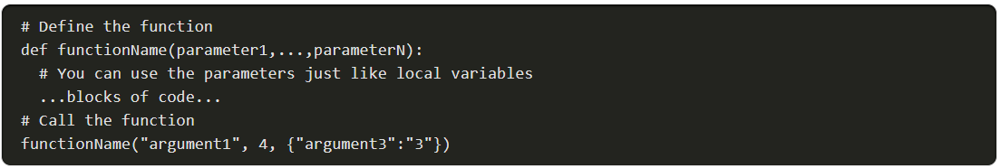 # Define the function
def functionName(parameter1,...,parameterN):
  # You can use the parameters just like local variables
  ...blocks of code...
# Call the function
functionName("argument1", 4, {"argument3":"3"})